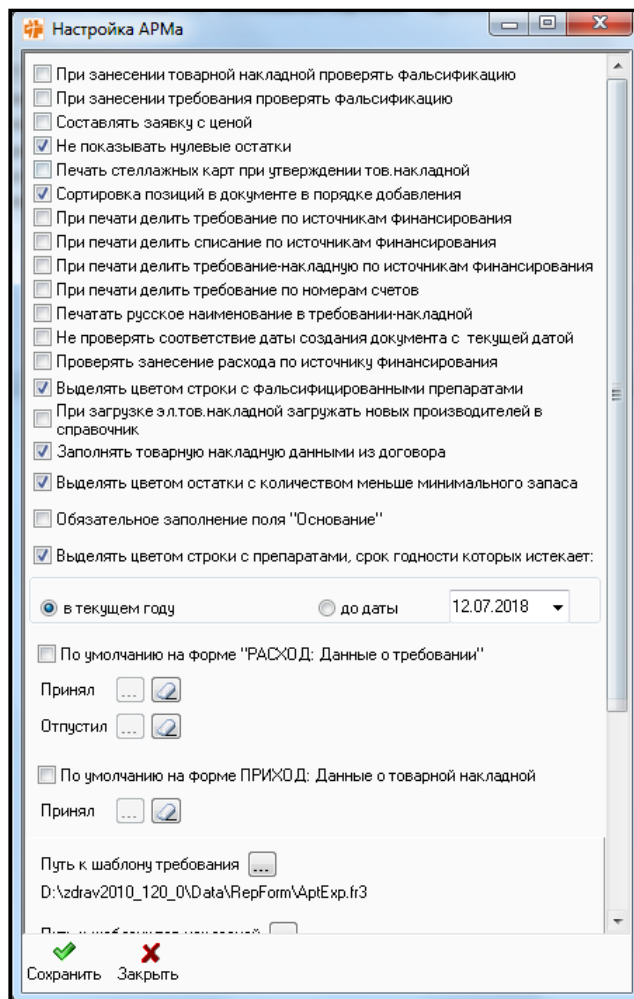 Настройка АРМа
При занесении товарной накладной проверять фальсификацию
При занесении требования проверять фальсификацию
Составлять заявку с ценой
Не показывать нулевые остатки
Печать стеллажных карт при утверждении тов.накладной
Сортировка позиций в документе в порядке добавления
При печати делить требование по источникам финансирования
При печати делить списание по источникам финансирования
При печати делить требование-накладную по источникам финансирования
При печати делить требование по номерам счетов
Печатать русское наименование в требовании-накладной
Не проверять соответствие даты создания документа с текущей датой
Проверять занесение расхода по источнику финансирования
Выделять цветом строки с фальсифицированными препаратами
При загрузке эл.тов.накладной загружать новых производителей в
справочник
Заполнять товарную накладную данными из договора
Выделять цветом остатки с количеством меньше минимального запаса
Обязательное заполнение поля "Основание"
Выделять цветом строки с препаратами, срок годности которых истекает:
в текущем году до даты 12.07.2018
По умолчанию на форме "РАСХОД: Данные о требовании"
Принял ...
Отпустил ...
По умолчанию на форме ПРИХОД: Данные о товарной накладной
Принял ...
Путь к шаблону требования ...
D:\zdrav2010_120_0\Data\RepForm\AptExp.fr3
Сохранить Закрыть